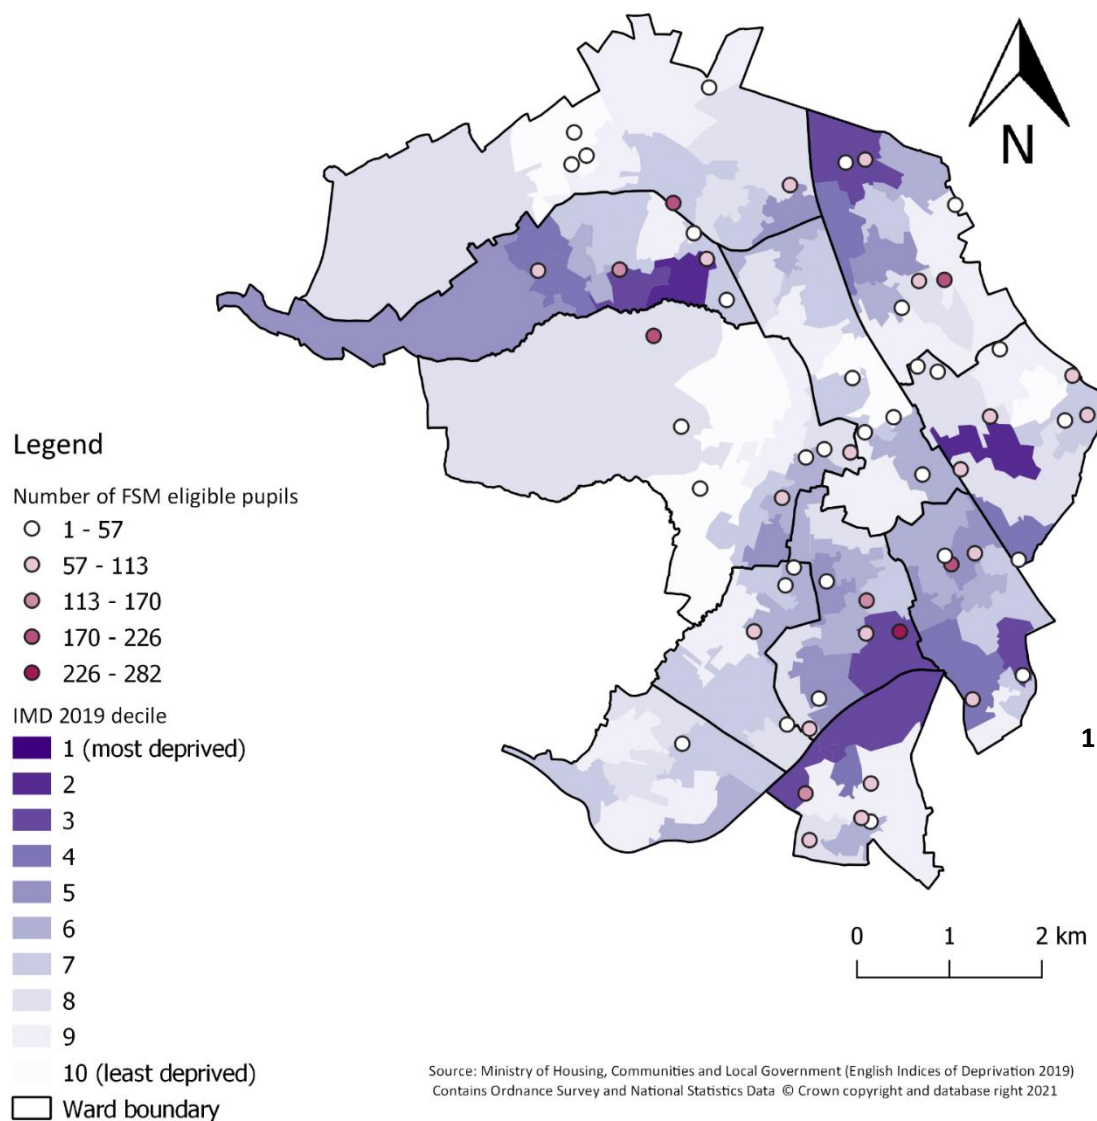 N
Legend
Number of FSM eligible pupils
1 - 57
57 - 113
113 - 170
170 - 226
226 - 282
IMD 2019 decile
1 (most deprived)
2
3
4
5
6
7
8
9
10 (least deprived)
Ward boundary
1
0 1 2 km
Source: Ministry of Housing, Communities and Local Government (English Indices of Deprivation 2019)
Contains Ordnance Survey and National Statistics Data © Crown copyright and database right 2021